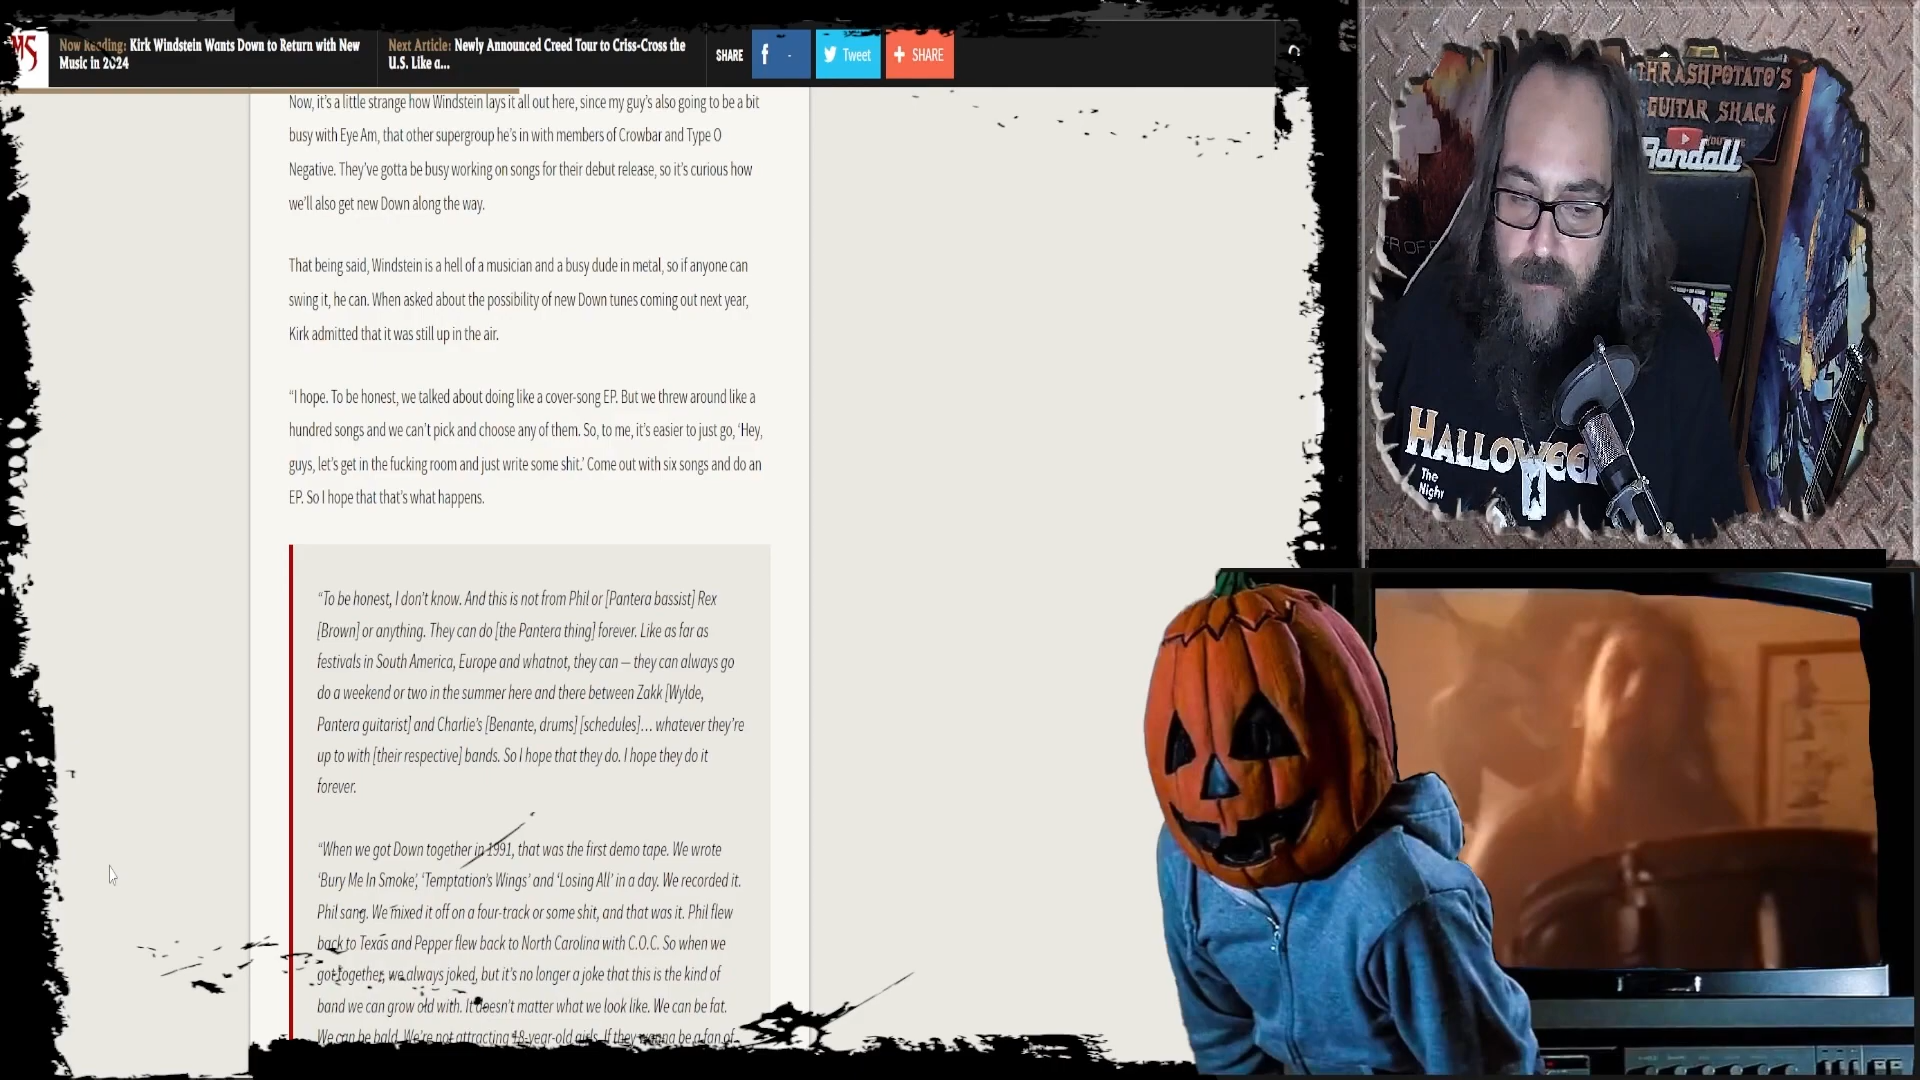 MS
Now Reading: Kirk Windstein Wants Down to Return with New
Music in 2024
Next Article: Newly Announced Creed Tour to Criss-Cross the
U.S. Like a...
SHARE
f -
Tweet
+ SHARE
Now, it's a little strange how Windstein lays it all out here, since my guy's also going to be a bit
busy with Eye Am, that other supergroup he's in with members of Crowbar and Type O
Negative. They've gotta be busy working on songs for their debut release, so it's curious how
we'll also get new Down along the way.
That being said, Windstein is a hell of a musician and a busy dude in metal, so if anyone can
swing it, he can. When asked about the possibility of new Down tunes coming out next year,
Kirk admitted that it was still up in the air.
“I hope. To be honest, we talked about doing like a cover-song EP. But we threw around like a
hundred songs and we can't pick and choose any of them. So, to me, it's easier to just go, ‘Hey,
guys, let's get in the fucking room and just write some shit.’ Come out with six songs and do an
EP. So I hope that that's what happens.
“To be honest, I don't know. And this is not from Phil or [Pantera bassist] Rex
[Brown] or anything. They can do [the Pantera thing] forever. Like as far as
festivals in South America, Europe and whatnot, they can — they can always go
do a weekend or two in the summer here and there between Zakk [Wylde,
Pantera guitarist] and Charlie's [Benante, drums] [schedules]… whatever they're
up to with [their respective] bands. So I hope that they do. I hope they do it
forever.
“When we got Down together in 1991, that was the first demo tape. We wrote
‘Bury Me In Smoke’, ‘Temptation's Wings’ and ‘Losing All’ in a day. We recorded it.
Phil sang. We mixed it off on a four-track or some shit, and that was it. Phil flew
back to Texas and Pepper flew back to North Carolina with C.O.C. So when we
got together, we always joked, but it's no longer a joke that this is the kind of
band we can grow old with. It doesn't matter what we look like. We can be fat.
We can be bald. We're not attracting 18-year-old girls. If they wanna be a fan of
THRASHPOTATO'S
GUITAR SHACK
Randall
HALLOWEEN
The
Night